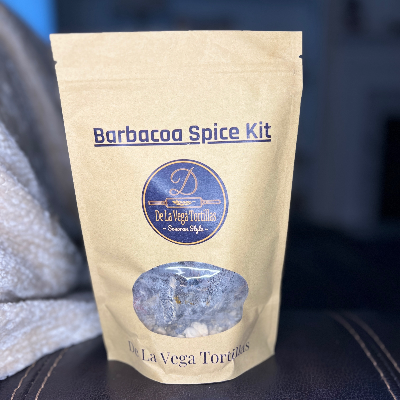 Barbacoa Spice Kit
D
De La Vega Tortillas
~ Sonoran Style ~
De La Vega Tortillas